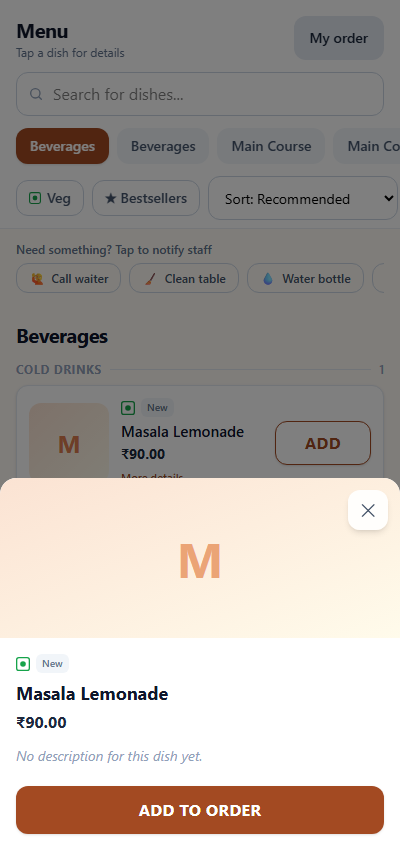 Menu
Tap a dish for details
My order
Search for dishes...
Beverages
Beverages
Main Course
Main Co
Veg
★ Bestsellers
Sort: Recommended
Need something? Tap to notify staff
Call waiter
Clean table
Water bottle
Beverages
COLD DRINKS
1
M
New
Masala Lemonade
₹90.00
More details
ADD
M
New
Masala Lemonade
₹90.00
No description for this dish yet.
ADD TO ORDER